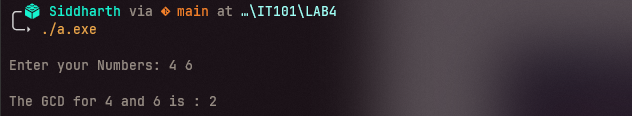 Siddharth via main at …\IT101\LAB4
./a.exe
Enter your Numbers: 4 6
The GCD for 4 and 6 is : 2